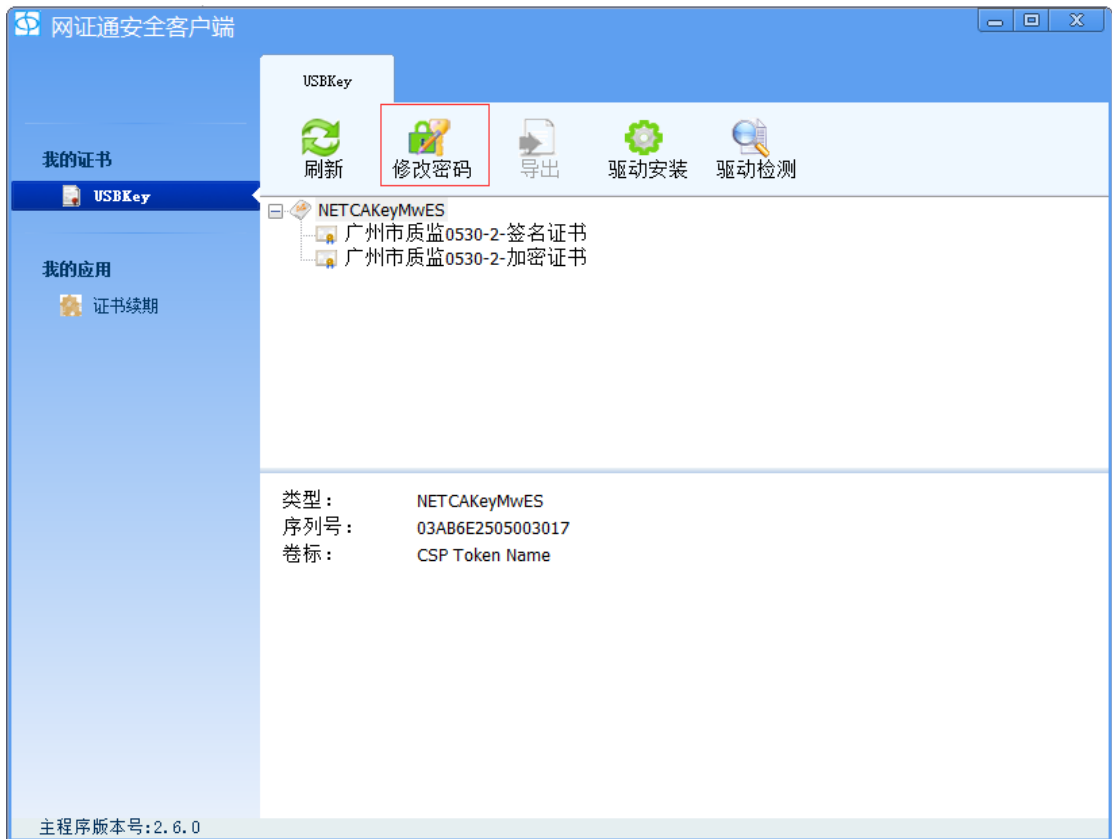 网证通安全客户端
USBKey
我的证书
USBKey
我的应用
证书续期
刷新 修改密码 导出 驱动安装 驱动检测
NETCAKeyMwES
广州市质监0530-2-签名证书
广州市质监0530-2-加密证书
类型： NETCAKeyMwES
序列号： 03AB6E2505003017
卷标： CSP Token Name
主程序版本号:2.6.0